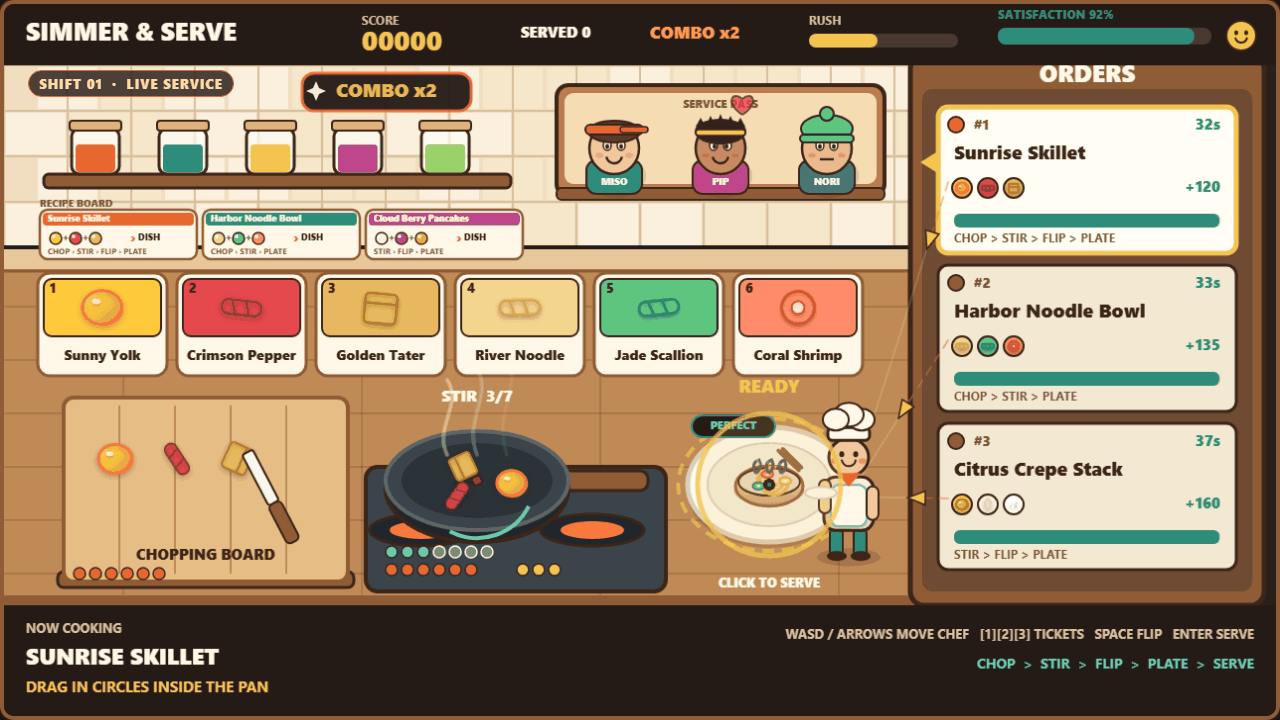 SIMMER & SERVE
SCORE
00000
SERVED 0
COMBO x2
RUSH
SATISFACTION 92%
SHIFT 01 · LIVE SERVICE
COMBO x2
SERVICE PASS
MISO
PIP
NORI
RECIPE BOARD
Sunrise Skillet
+ + > DISH
CHOP › STIR › FLIP › PLATE
Harbor Noodle Bowl
+ + > DISH
CHOP › STIR › PLATE
Cloud Berry Pancakes
+ + > DISH
STIR › FLIP › PLATE
1
Sunny Yolk
2
Crimson Pepper
3
Golden Tater
4
River Noodle
5
Jade Scallion
6
Coral Shrimp
STIR 3/7
READY
PERFECT
CHOPPING BOARD
CLICK TO SERVE
ORDERS
#1 32s
Sunrise Skillet
+120
CHOP > STIR > FLIP > PLATE
#2 33s
Harbor Noodle Bowl
+135
CHOP > STIR > PLATE
#3 37s
Citrus Crepe Stack
+160
STIR > FLIP > PLATE
NOW COOKING
SUNRISE SKILLET
DRAG IN CIRCLES INSIDE THE PAN
WASD / ARROWS MOVE CHEF [1][2][3] TICKETS SPACE FLIP ENTER SERVE
CHOP > STIR > FLIP > PLATE > SERVE